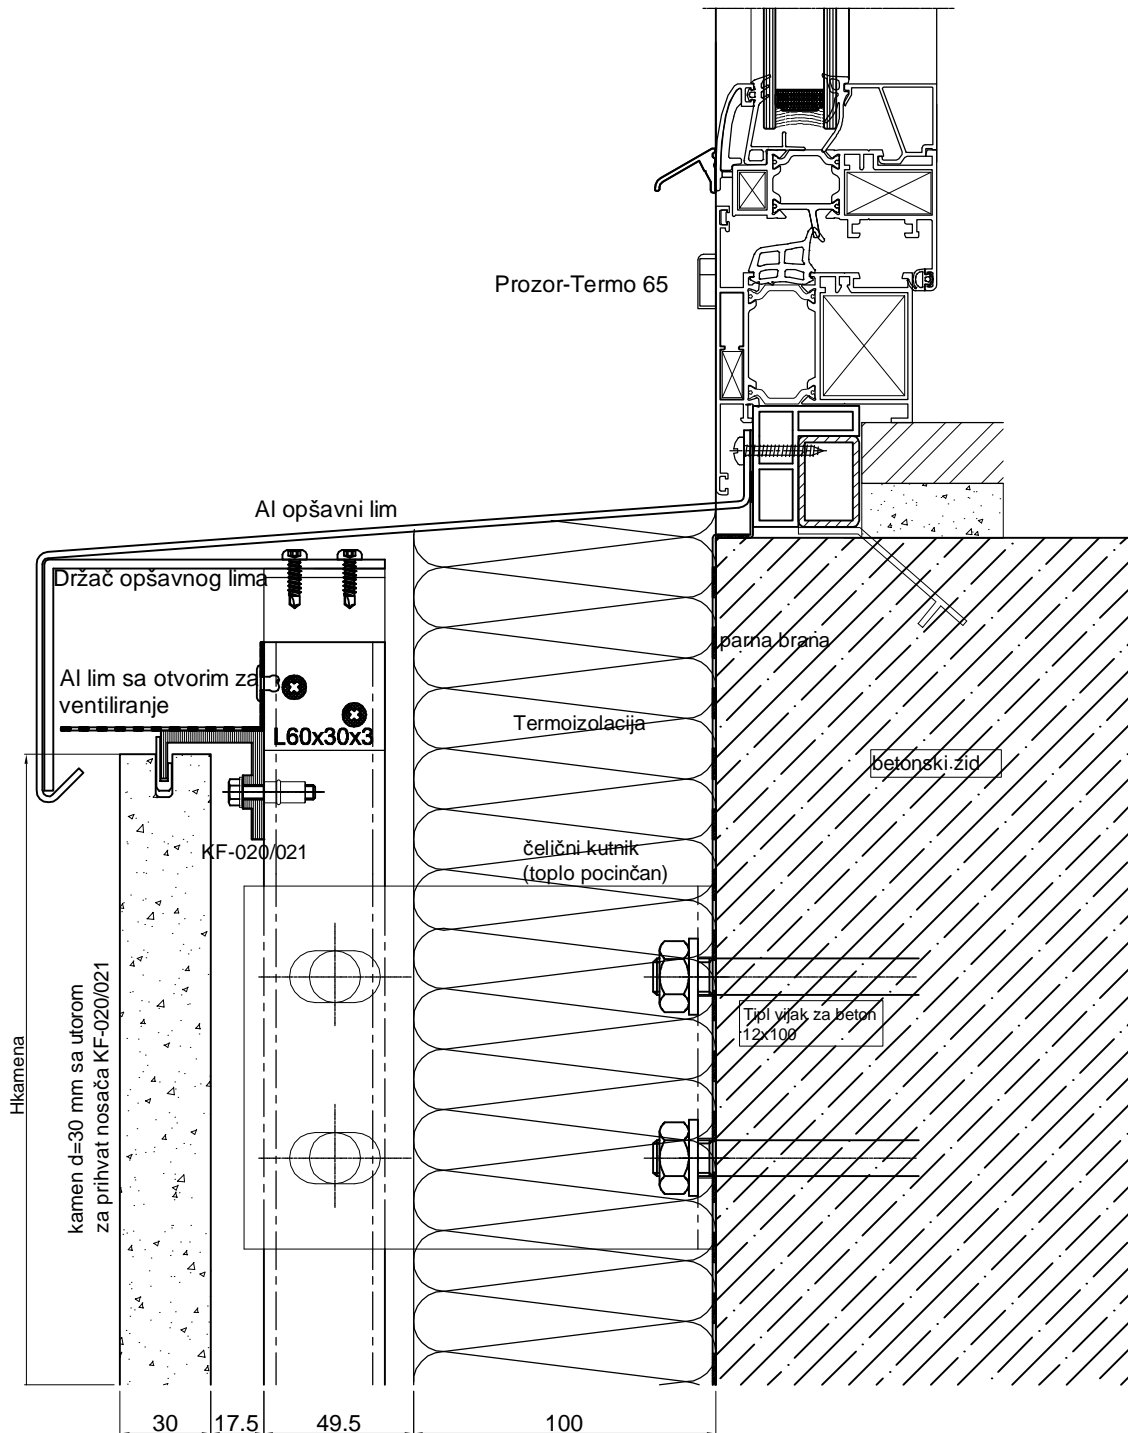 Prozor-Termo 65
Al opšavni lim
Držač opšavnog lima
parna brana
Al lim sa otvorim za
ventiliranje
Termoizolacija
L60x30x3
betonski zid
KF-020/021
čelični kutnik
(toplo pocinčan)
Tipl vijak za beton
12x100
Hkamena
kamen d=30 mm sa utorom
za prihvat nosača KF-020/021
30
17.5
49.5
100